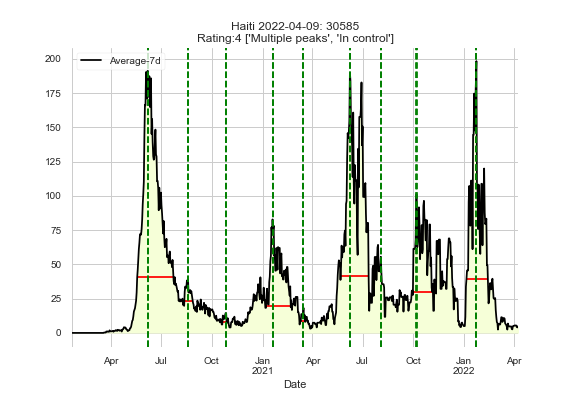 Haiti 2022-04-09: 30585
Rating:4 ['Multiple peaks', 'In control']
200
175
150
125
100
75
50
25
0
Average-7d
Apr
Jul
Oct
Jan
2021
Apr
Jul
Oct
Jan
2022
Apr
Date